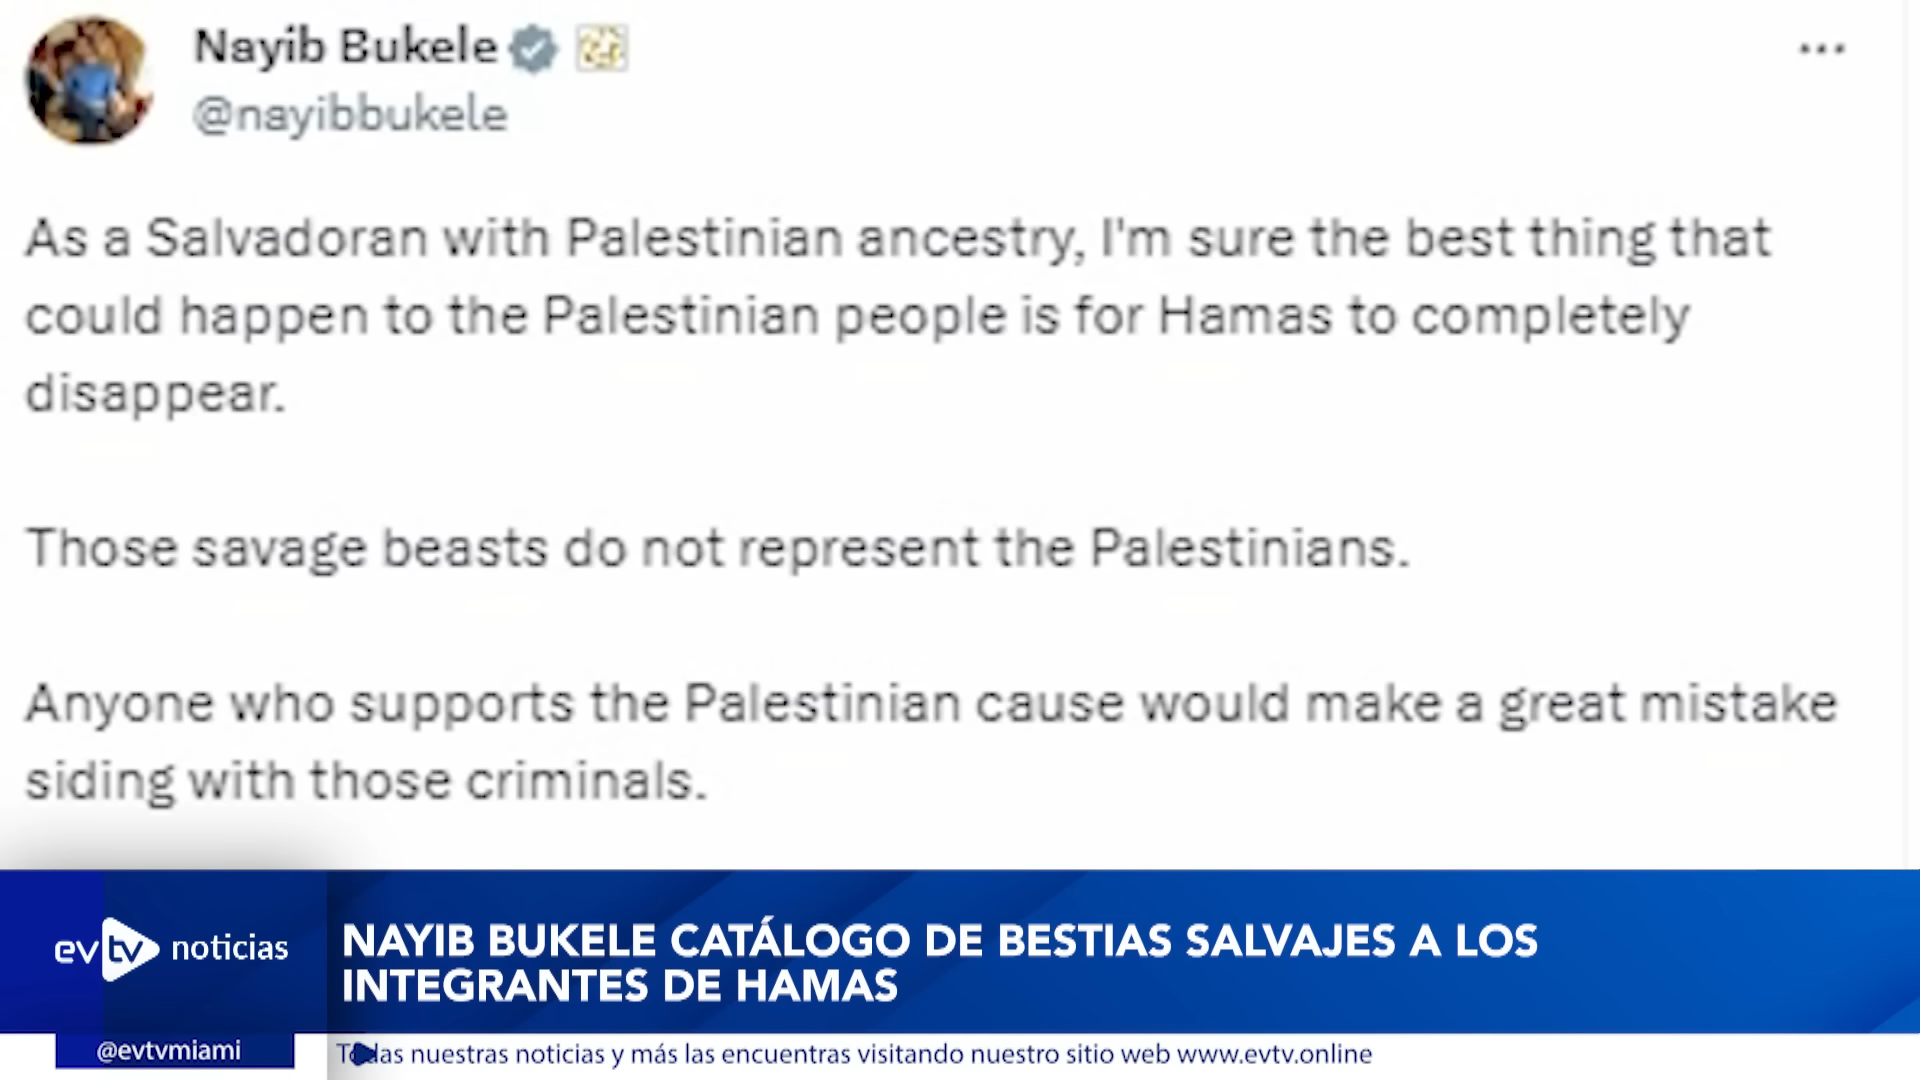 Nayib Bukele
@nayibbukele
As a Salvadoran with Palestinian ancestry, I'm sure the best thing that
could happen to the Palestinian people is for Hamas to completely
disappear.
Those savage beasts do not represent the Palestinians.
Anyone who supports the Palestinian cause would make a great mistake
siding with those criminals.
evtv noticias
NAYIB BUKELE CATÁLOGO DE BESTIAS SALVAJES A LOS
INTEGRANTES DE HAMAS
@evtvmiami
Todas nuestras noticias y más las encuentras visitando nuestro sitio web www.evtv.online